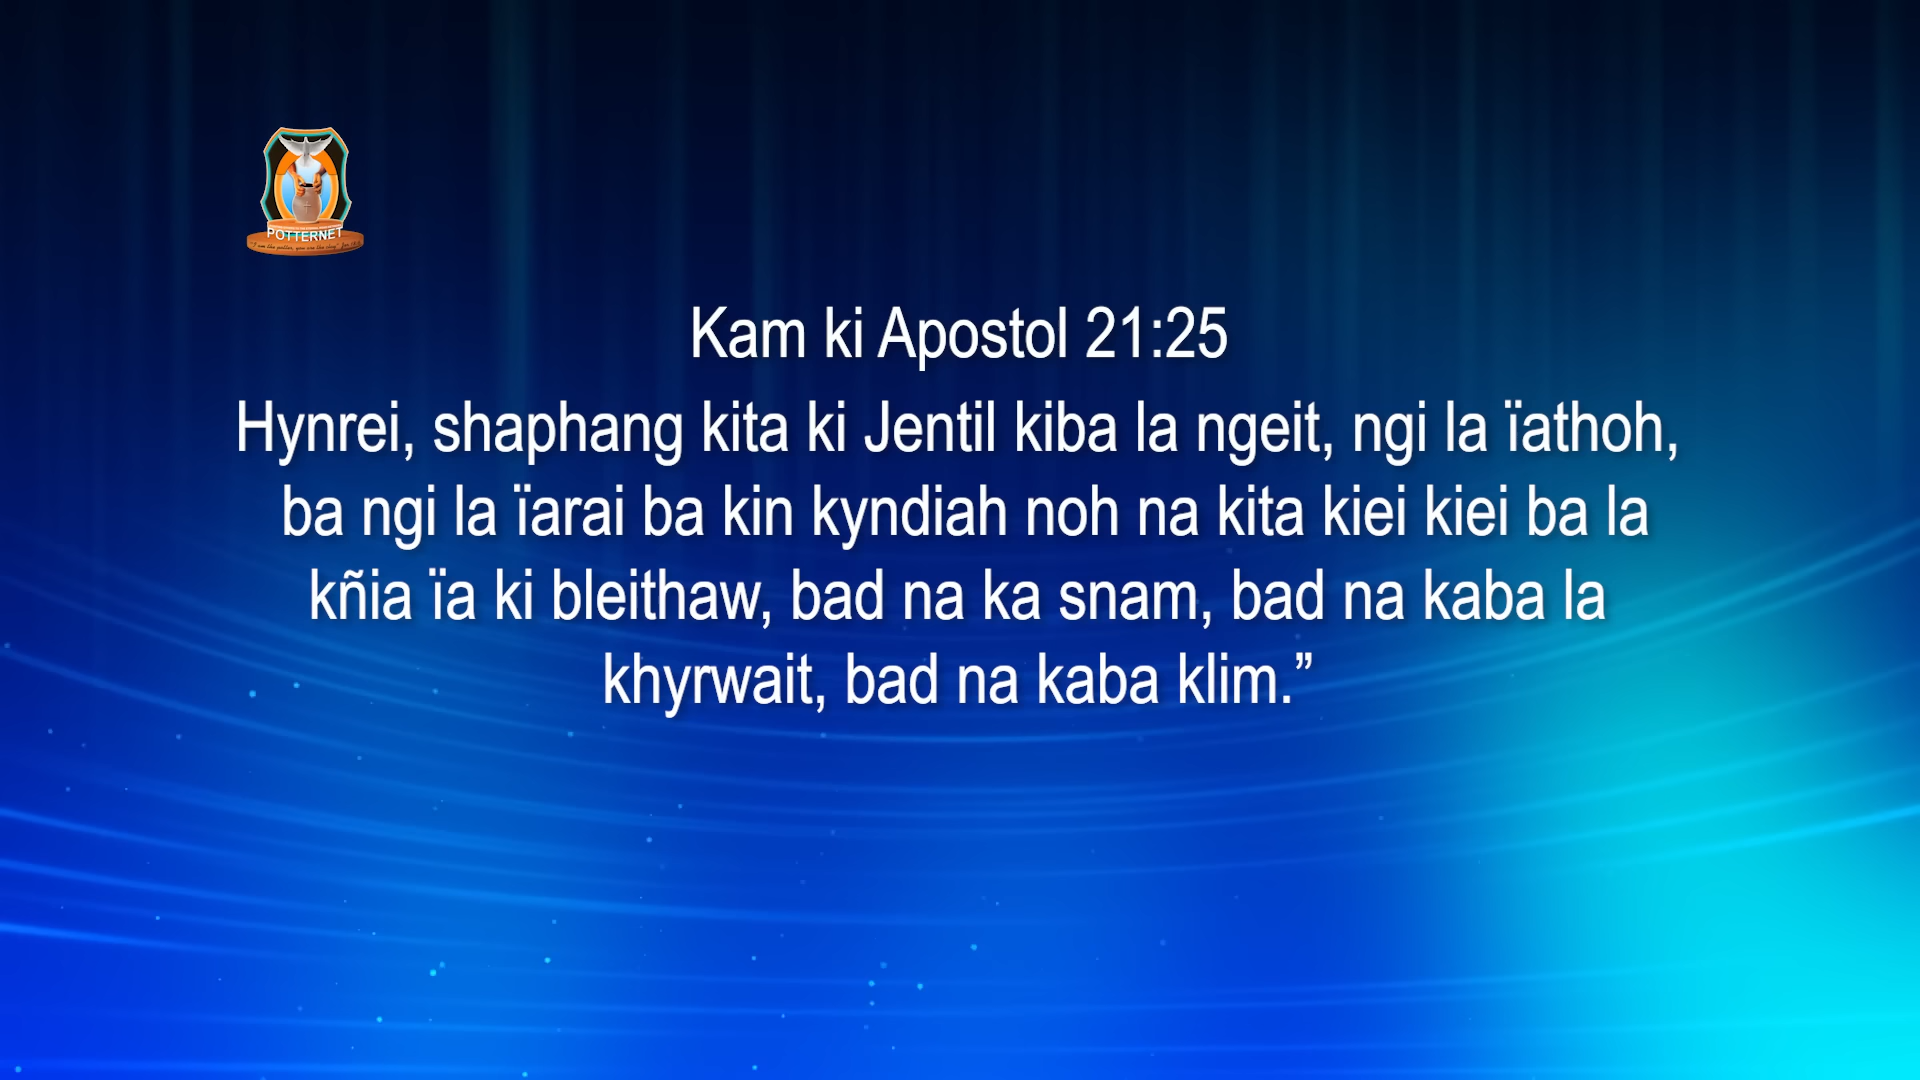 POTTERNET
Kam ki Apostol 21:25
Hynrei, shaphang kita ki Jentil kiba la ngeit, ngi la ïathoh,
ba ngi la ïarai ba kin kyndiah noh na kita kiei kiei ba la
kñia ïa ki bleithaw, bad na ka snam, bad na kaba la
khyrwait, bad na kaba klim.”